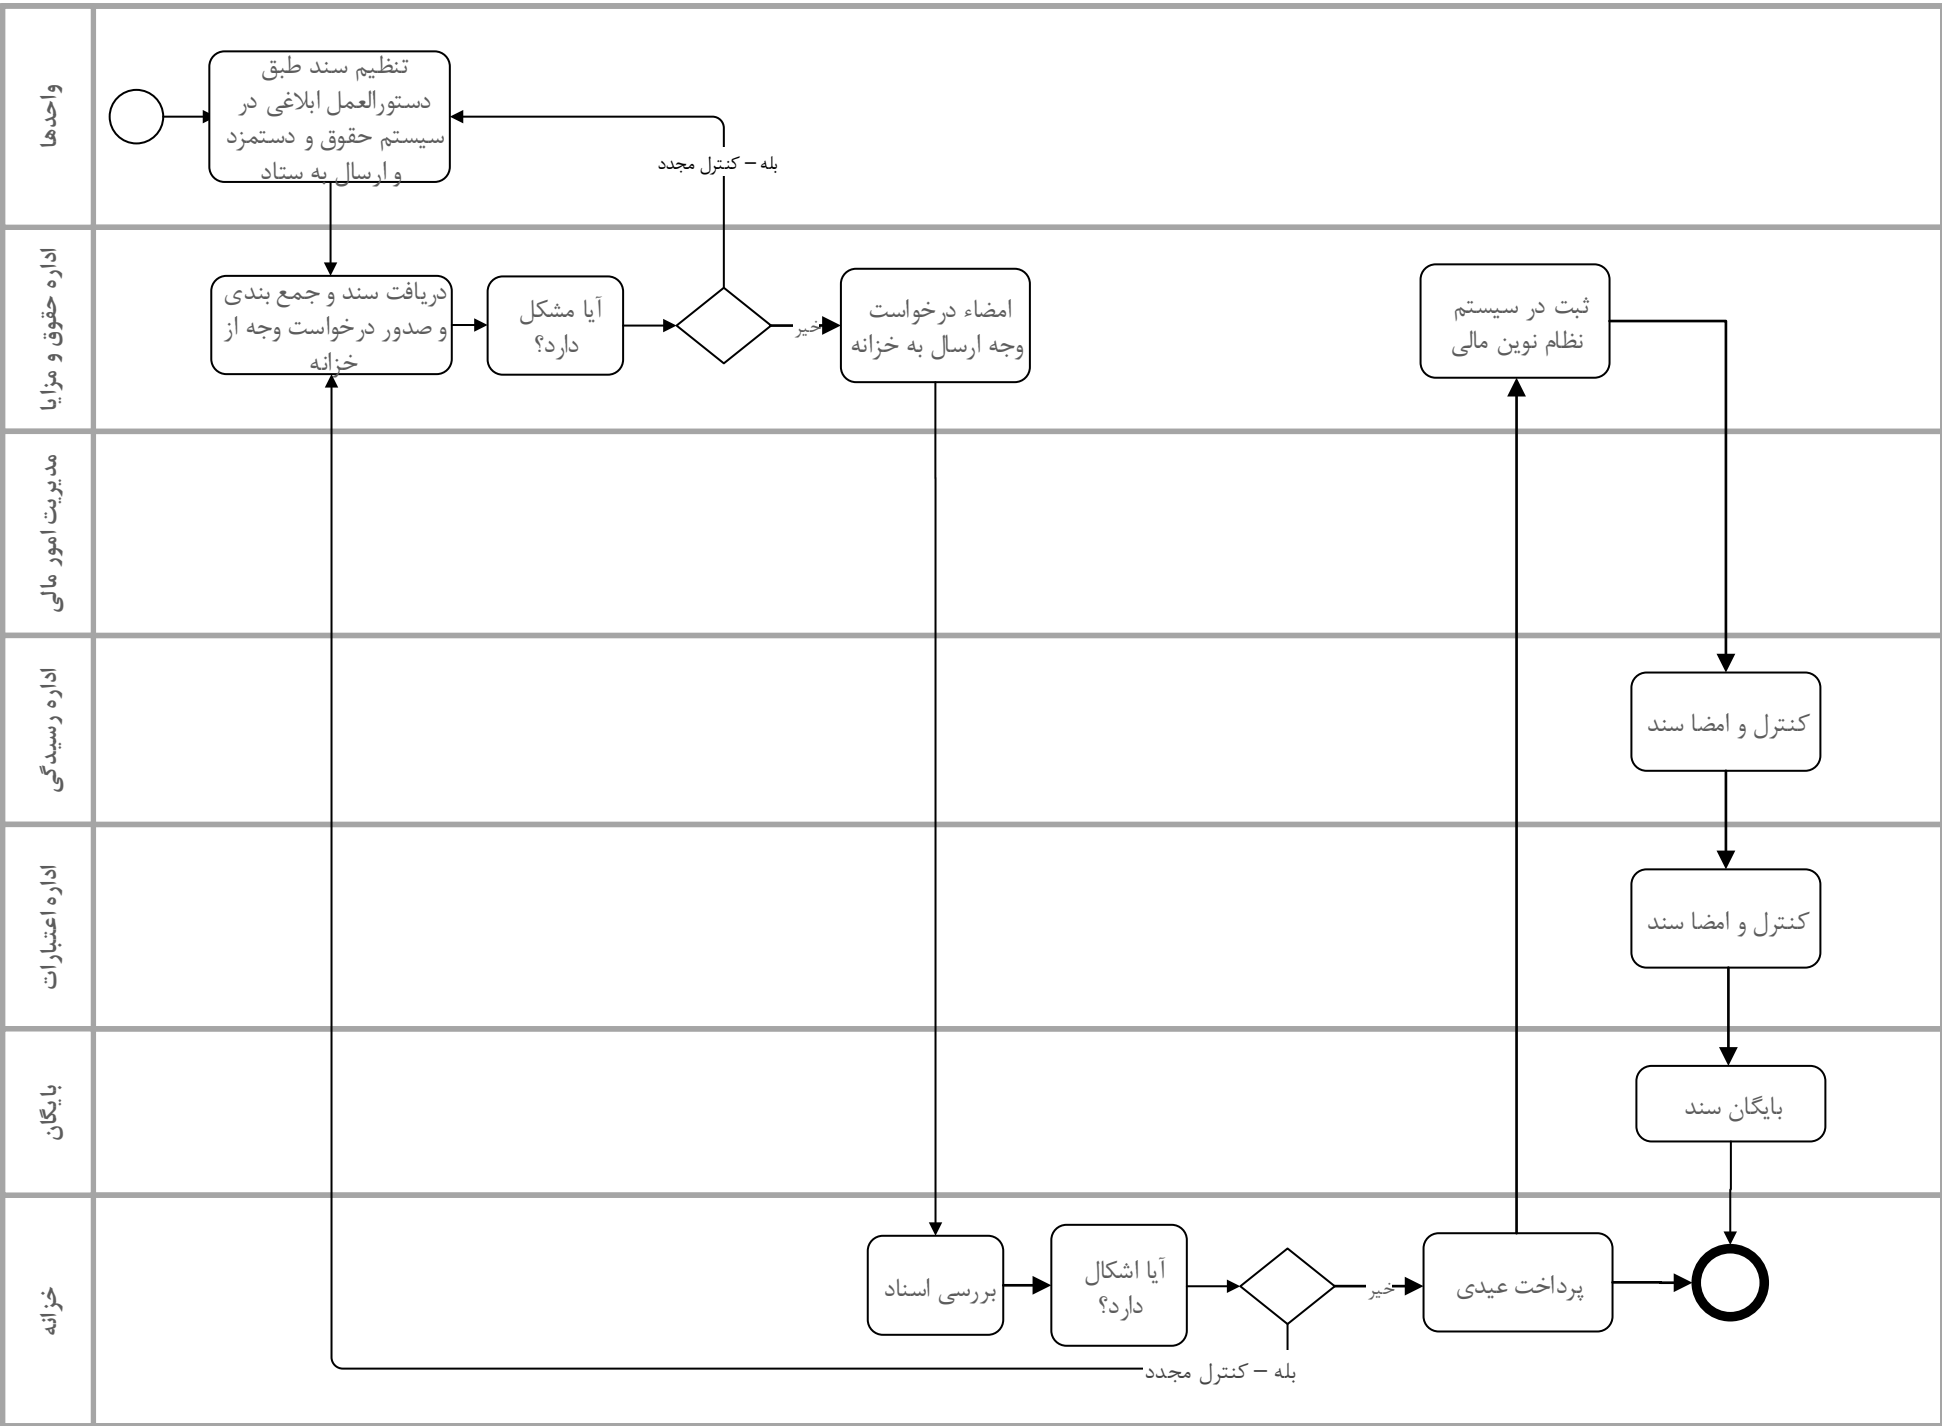 واحدها
تنظیم سند طبق
دستورالعمل ابلاغی در
سیستم حقوق و دستمزد
و ارسال به ستاد
بله – کنترل مجدد
اداره حقوق و مزایا
دریافت سند و جمع بندی
و صدور درخواست وجه از
خزانه
آیا مشکل
دارد؟
خیر
امضاء درخواست
وجه ارسال به خزانه
ثبت در سیستم
نظام نوین مالی
مدیریت امور مالی
اداره رسیدگی
کنترل و امضا سند
اداره اعتبارات
کنترل و امضا سند
بایگان
بایگان سند
خزانه
بررسی اسناد
آیا اشکال
دارد؟
خیر
پرداخت عیدی
بله – کنترل مجدد